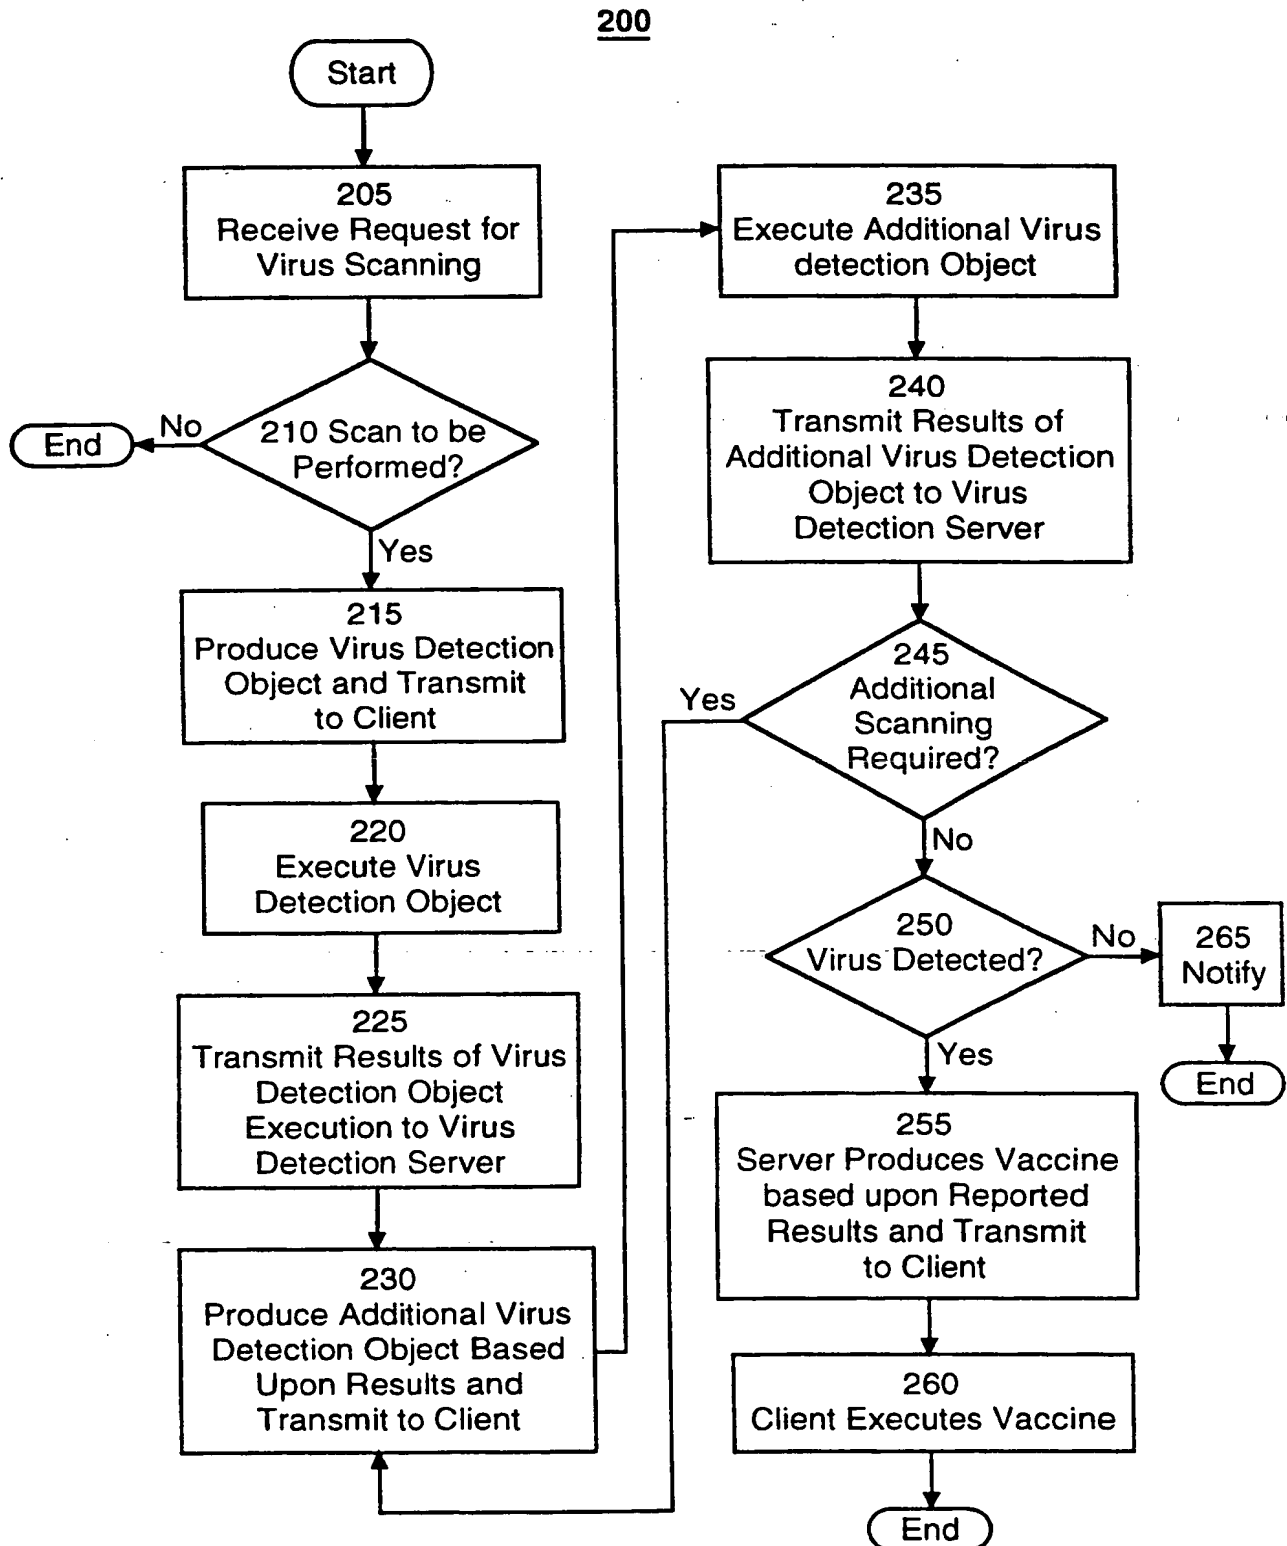 200
Start
205
Receive Request for
Virus Scanning
210 Scan to be
Performed?
No
End
Yes
215
Produce Virus Detection
Object and Transmit
to Client
220
Execute Virus
Detection Object
225
Transmit Results of Virus
Detection Object
Execution to Virus
Detection Server
230
Produce Additional Virus
Detection Object Based
Upon Results and
Transmit to Client
235
Execute Additional Virus
detection Object
240
Transmit Results of
Additional Virus Detection
Object to Virus
Detection Server
245
Additional
Scanning
Required?
Yes
No
250
Virus Detected?
No
265
Notify
End
Yes
255
Server Produces Vaccine
based upon Reported
Results and Transmit
to Client
260
Client Executes Vaccine
End